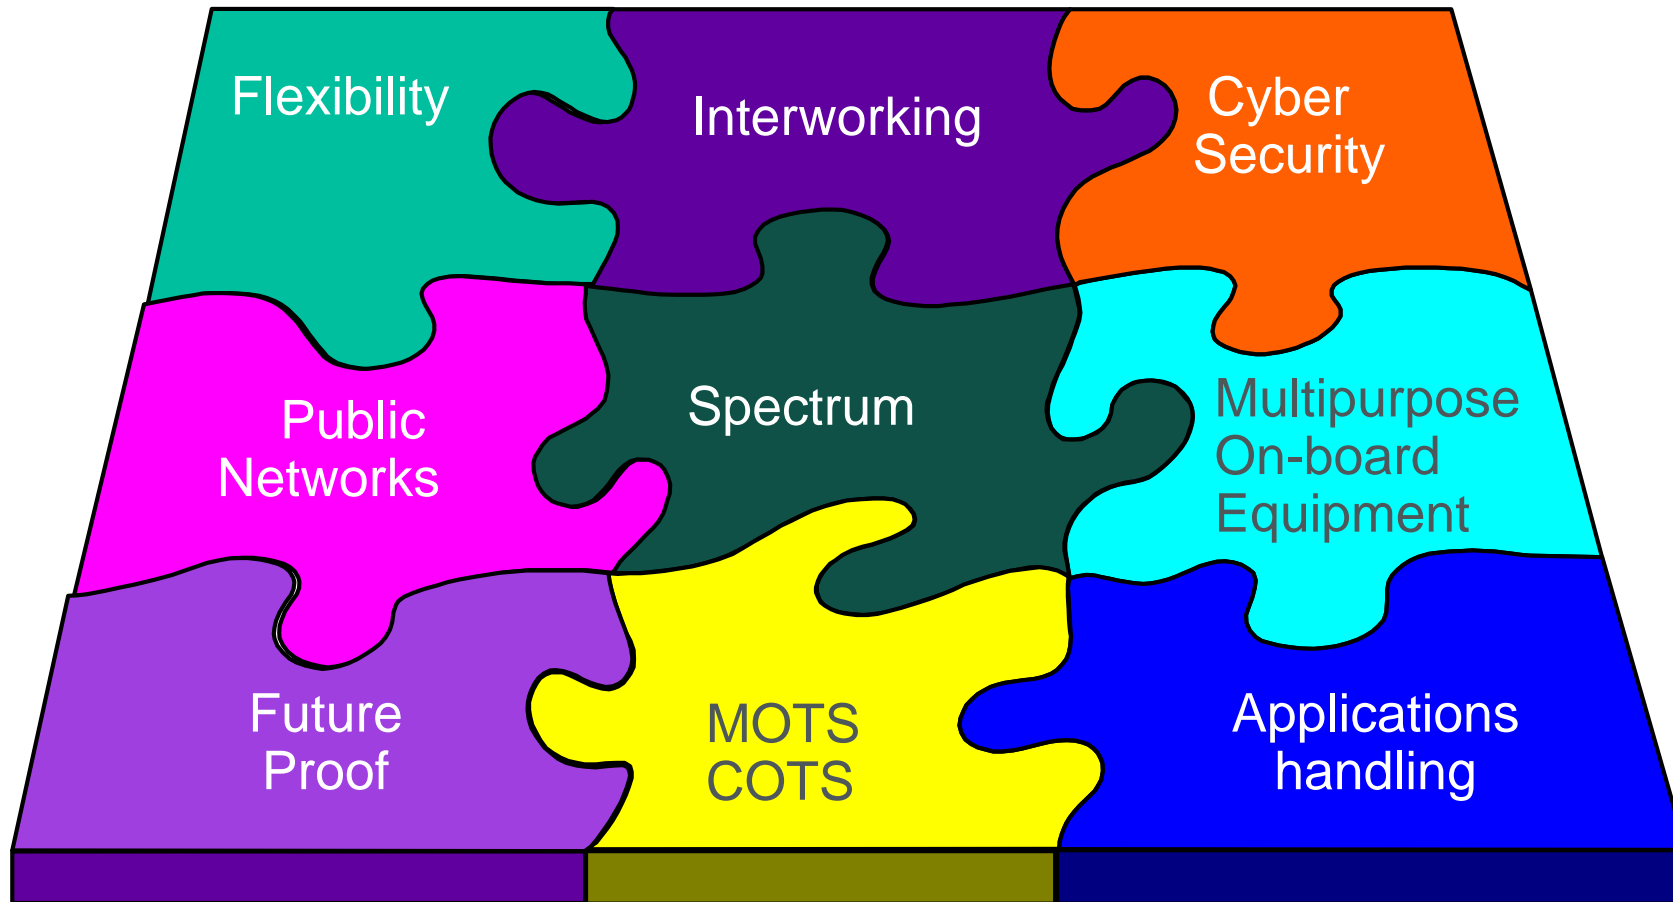 Flexibility
Interworking
Cyber
Security
Public
Networks
Spectrum
Multipurpose
On-board
Equipment
Future
Proof
MOTS
COTS
Applications
handling